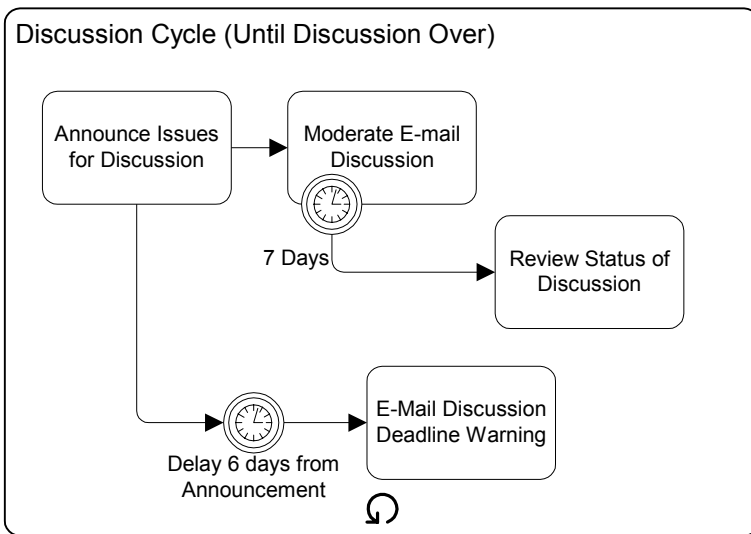 Discussion Cycle (Until Discussion Over)
Announce Issues
for Discussion
Moderate E-mail
Discussion
7 Days
Review Status of
Discussion
E-Mail Discussion
Deadline Warning
Delay 6 days from
Announcement